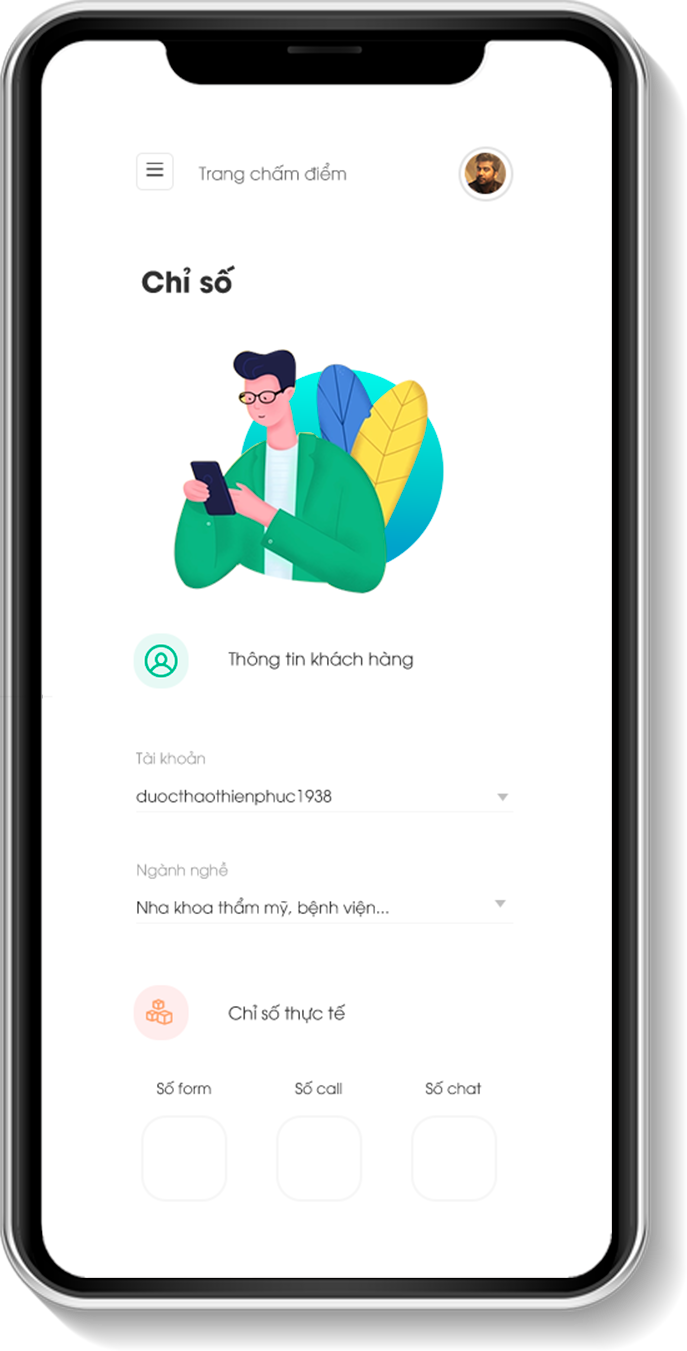 Trang chấm điểm
Chỉ số
Thông tin khách hàng
Tài khoản
duocthaothienphuc1938
Ngành nghề
Nha khoa thẩm mỹ, bệnh viện...
Chỉ số thực tế
Số form Số call Số chat